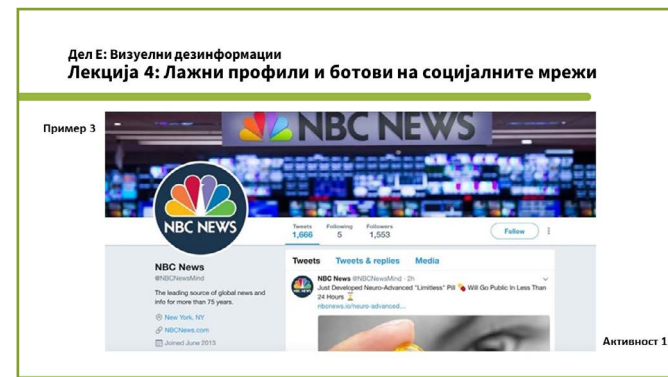 Дел Е: Визуелни дезинформации
Лекција 4: Лажни профили и ботови на социјалните мрежи
Пример 3
NBC NEWS
NBC NEWS
Tweets Following Followers
1,666 5 1,553
Follow
NBC News
@NBCNewsMind
The leading source of global news and
info for more than 75 years.
New York, NY
NBCNews.com
Joined June 2015
Tweets Tweets & replies Media
NBC News @NBCNewsMind · 2h
Just Developed Neuro-Advanced "Limitless" Pill 💊 Will Go Public In Less Than
24 Hours ⏳
nbcnews.io/neuro-advanced...
Активност 1